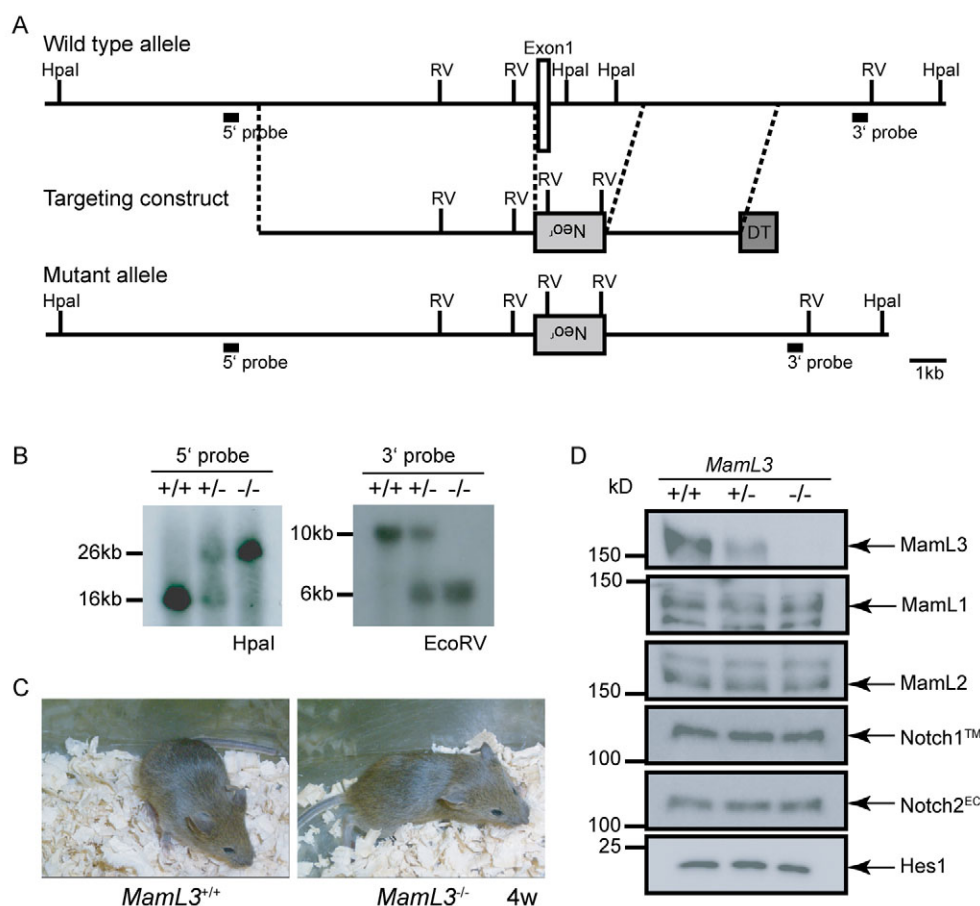 A
Wild type allele
Exon1
HpaI RV RV HpaI HpaI RV HpaI
5‘ probe 3‘ probe
Targeting construct
RV RV RV RV
Neoʳ DT
Mutant allele
HpaI RV RV RV RV RV HpaI
Neoʳ
5‘ probe 3‘ probe
1kb
B
5‘ probe 3‘ probe
+/+ +/- -/- +/+ +/- -/-
26kb 10kb
16kb 6kb
HpaI EcoRV
C
MamL3⁺/⁺ MamL3⁻/⁻ 4w
D
MamL3
kD +/+ +/- -/-
150 MamL3
150 MamL1
150 MamL2
100 Notch1ᵀᴹ
100 Notch2ᴱC
25 Hes1